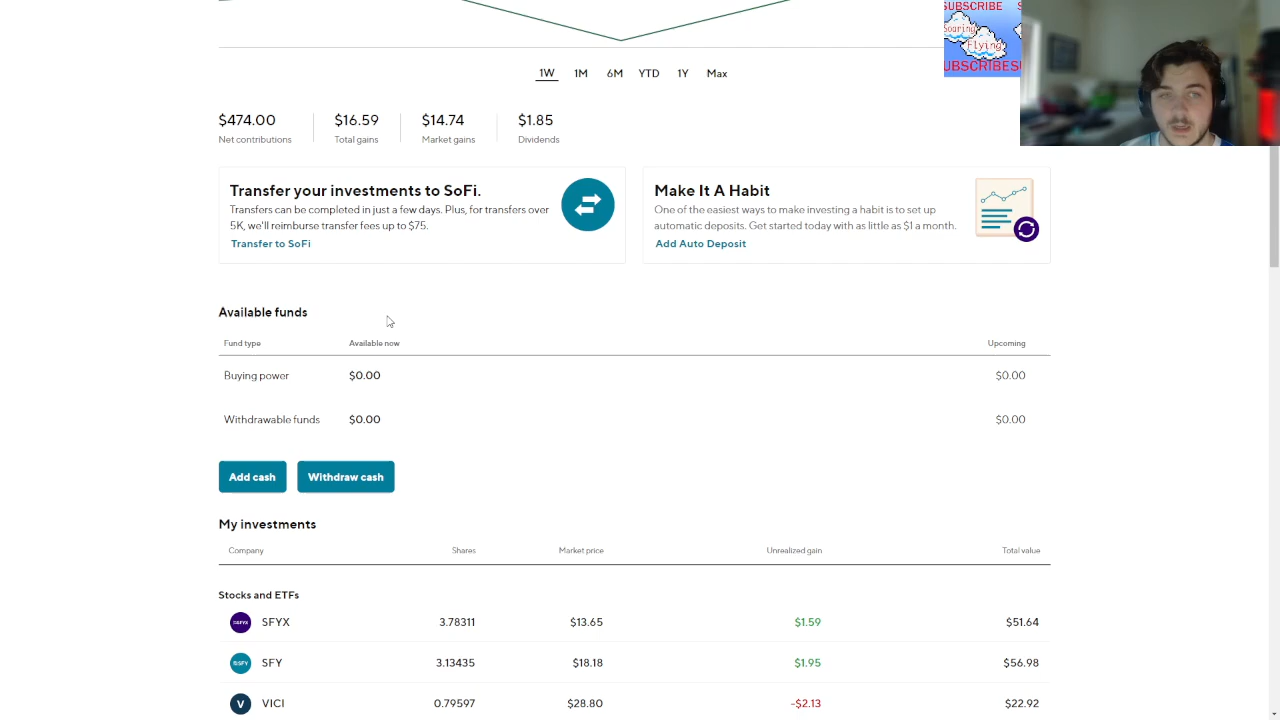 SUBSCRIBE
Soaring
Flying
UBSCRIBES
1W 1M 6M YTD 1Y Max
$474.00 $16.59 $14.74 $1.85
Net contributions Total gains Market gains Dividends
Transfer your investments to SoFi.
Transfers can be completed in just a few days. Plus, for transfers over
5K, we'll reimburse transfer fees up to $75.
Transfer to SoFi
Make It A Habit
One of the easiest ways to make investing a habit is to set up
automatic deposits. Get started today with as little as $1 a month.
Add Auto Deposit
Available funds
Fund type Available now Upcoming
Buying power $0.00 $0.00
Withdrawable funds $0.00 $0.00
Add cash Withdraw cash
My investments
Company Shares Market price Unrealized gain Total value
Stocks and ETFs
SFYX 3.78311 $13.65 $1.59 $51.64
SFY 3.13435 $18.18 $1.95 $56.98
V VICI 0.79597 $28.80 -$2.13 $22.92